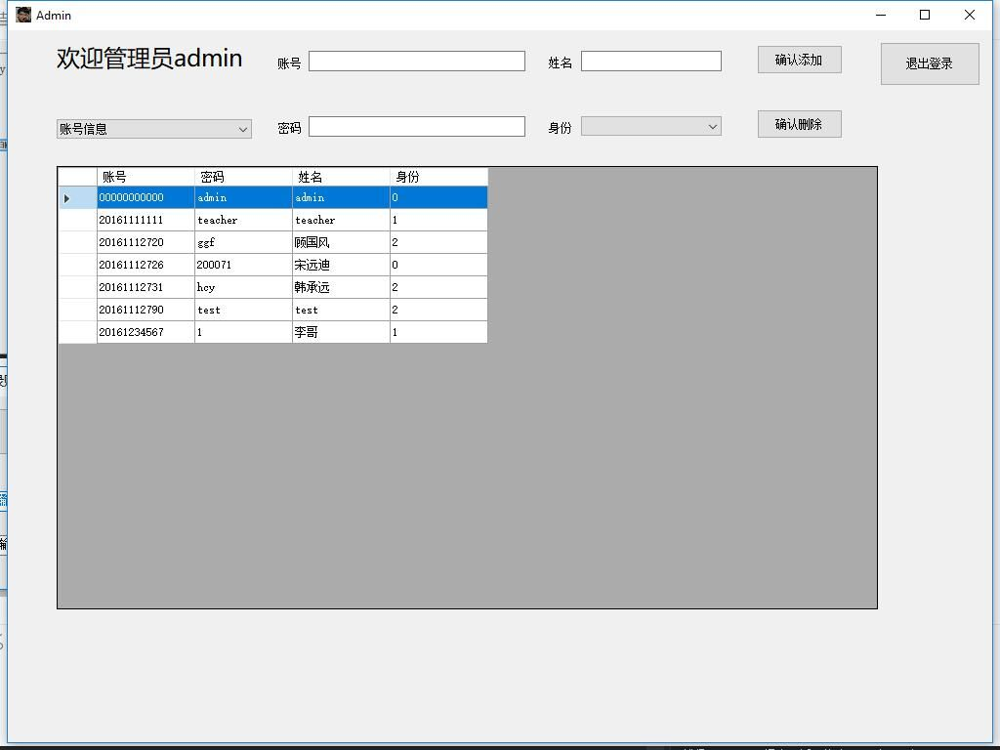 Admin
欢迎管理员admin
账号
姓名
确认添加
退出登录
账号信息
密码
身份
确认删除
账号 密码 姓名 身份
00000000000 admin admin 0
20161111111 teacher teacher 1
20161112720 ggf 顾国风 2
20161112726 200071 宋远迪 0
20161112731 hcy 韩承远 2
20161112790 test test 2
20161234567 1 李哥 1